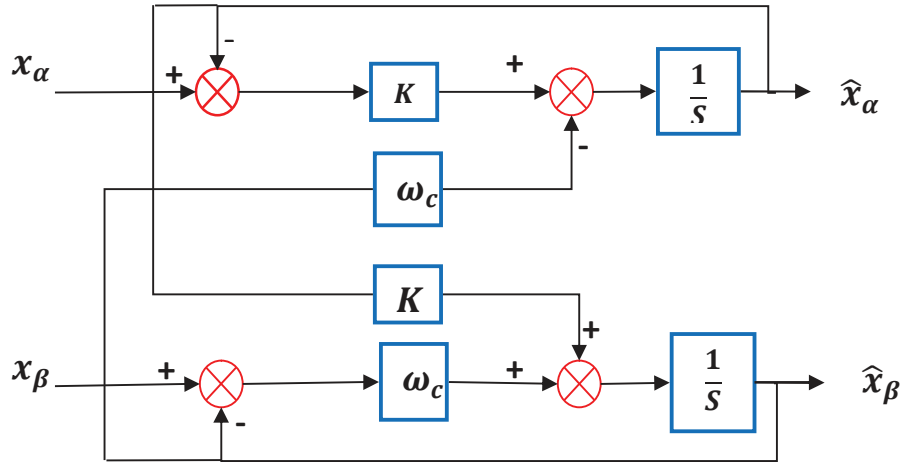 -
x_α + K + 1/S x̂_α
-
ω_c
K
+
x_β + ω_c + 1/S x̂_β
-